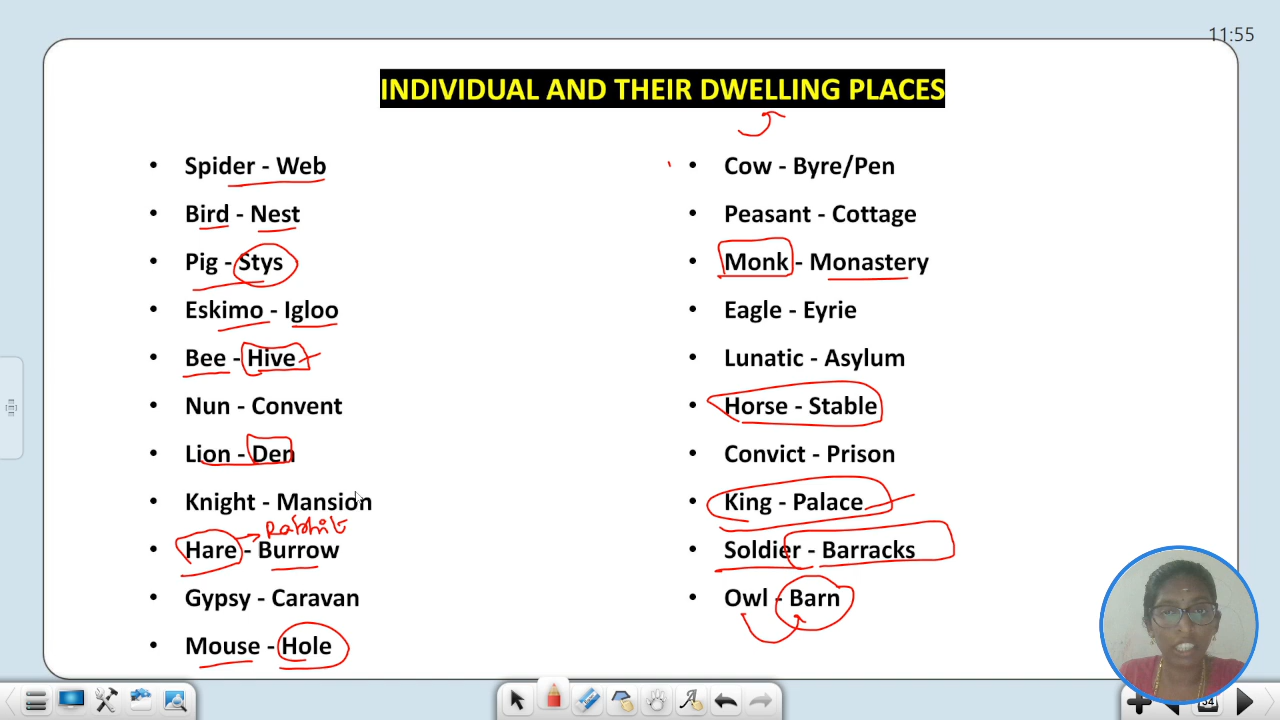 11:55
INDIVIDUAL AND THEIR DWELLING PLACES
• Spider - Web
• Bird - Nest
• Pig - Stys
• Eskimo - Igloo
• Bee - Hive
• Nun - Convent
• Lion - Den
• Knight - Mansion
Rabbit
• Hare - Burrow
• Gypsy - Caravan
• Mouse - Hole
• Cow - Byre/Pen
• Peasant - Cottage
• Monk - Monastery
• Eagle - Eyrie
• Lunatic - Asylum
• Horse - Stable
• Convict - Prison
• King - Palace
• Soldier - Barracks
• Owl - Barn